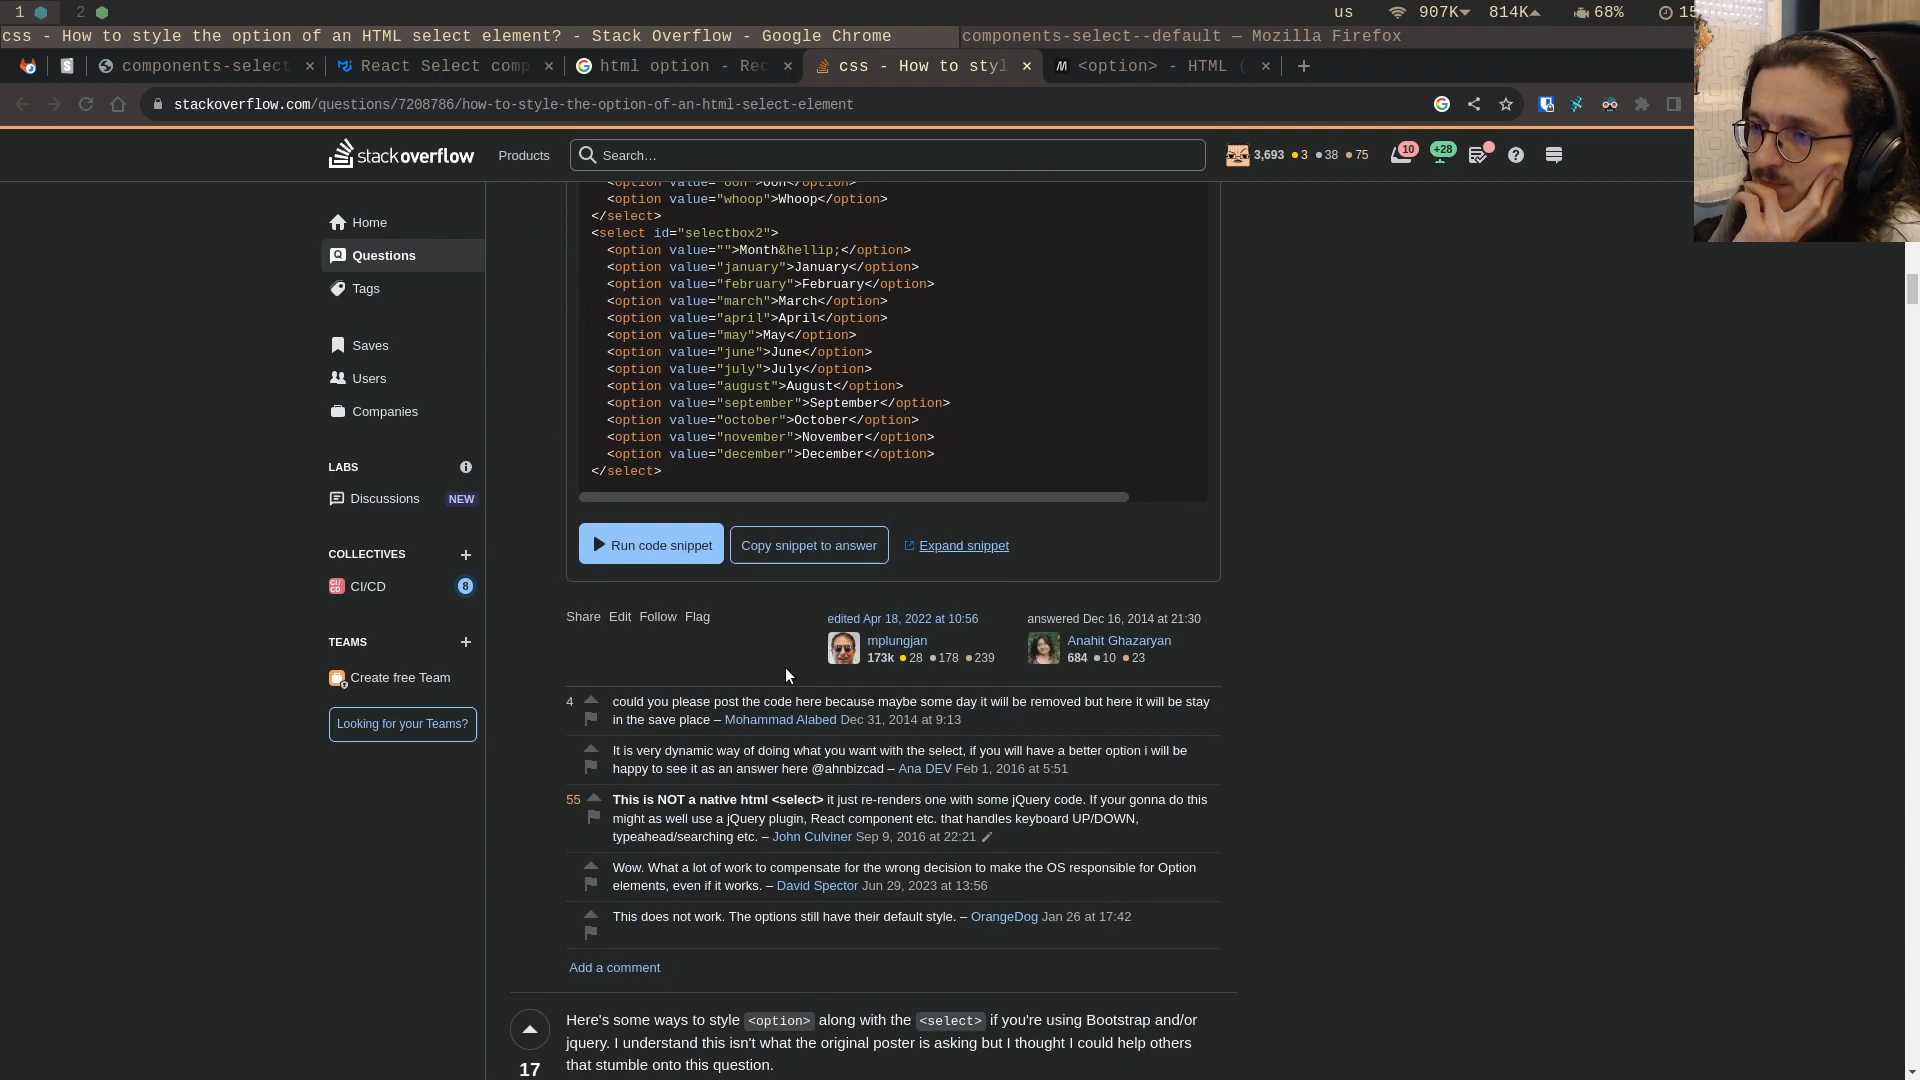 1
2
us
907K
814K
68%
15
css - How to style the option of an HTML select element? - Stack Overflow - Google Chrome
components-select--default — Mozilla Firefox
components-select
React Select comp
html option - Rea
css - How to styl
<option> - HTML (
stackoverflow.com/questions/7208786/how-to-style-the-option-of-an-html-select-element
stackoverflow
Products
Search…
3,693
3
38
75
10
+28
Home
Questions
Tags
Saves
Users
Companies
LABS
Discussions
NEW
COLLECTIVES
CI/CD
8
TEAMS
Create free Team
Looking for your Teams?
<option value="whoop">Whoop</option>
</select>
<select id="selectbox2">
<option value="">Month&hellip;</option>
<option value="january">January</option>
<option value="february">February</option>
<option value="march">March</option>
<option value="april">April</option>
<option value="may">May</option>
<option value="june">June</option>
<option value="july">July</option>
<option value="august">August</option>
<option value="september">September</option>
<option value="october">October</option>
<option value="november">November</option>
<option value="december">December</option>
</select>
Run code snippet
Copy snippet to answer
Expand snippet
Share Edit Follow Flag
edited Apr 18, 2022 at 10:56
mplungjan
173k 28 178 239
answered Dec 16, 2014 at 21:30
Anahit Ghazaryan
684 10 23
4
could you please post the code here because maybe some day it will be removed but here it will be stay
in the save place – Mohammad Alabed Dec 31, 2014 at 9:13
It is very dynamic way of doing what you want with the select, if you will have a better option i will be
happy to see it as an answer here @ahnbizcad – Ana DEV Feb 1, 2016 at 5:51
55
This is NOT a native html <select> it just re-renders one with some jQuery code. If your gonna do this
might as well use a jQuery plugin, React component etc. that handles keyboard UP/DOWN,
typeahead/searching etc. – John Culviner Sep 9, 2016 at 22:21
Wow. What a lot of work to compensate for the wrong decision to make the OS responsible for Option
elements, even if it works. – David Spector Jun 29, 2023 at 13:56
This does not work. The options still have their default style. – OrangeDog Jan 26 at 17:42
Add a comment
17
Here's some ways to style <option> along with the <select> if you're using Bootstrap and/or
jquery. I understand this isn't what the original poster is asking but I thought I could help others
that stumble onto this question.